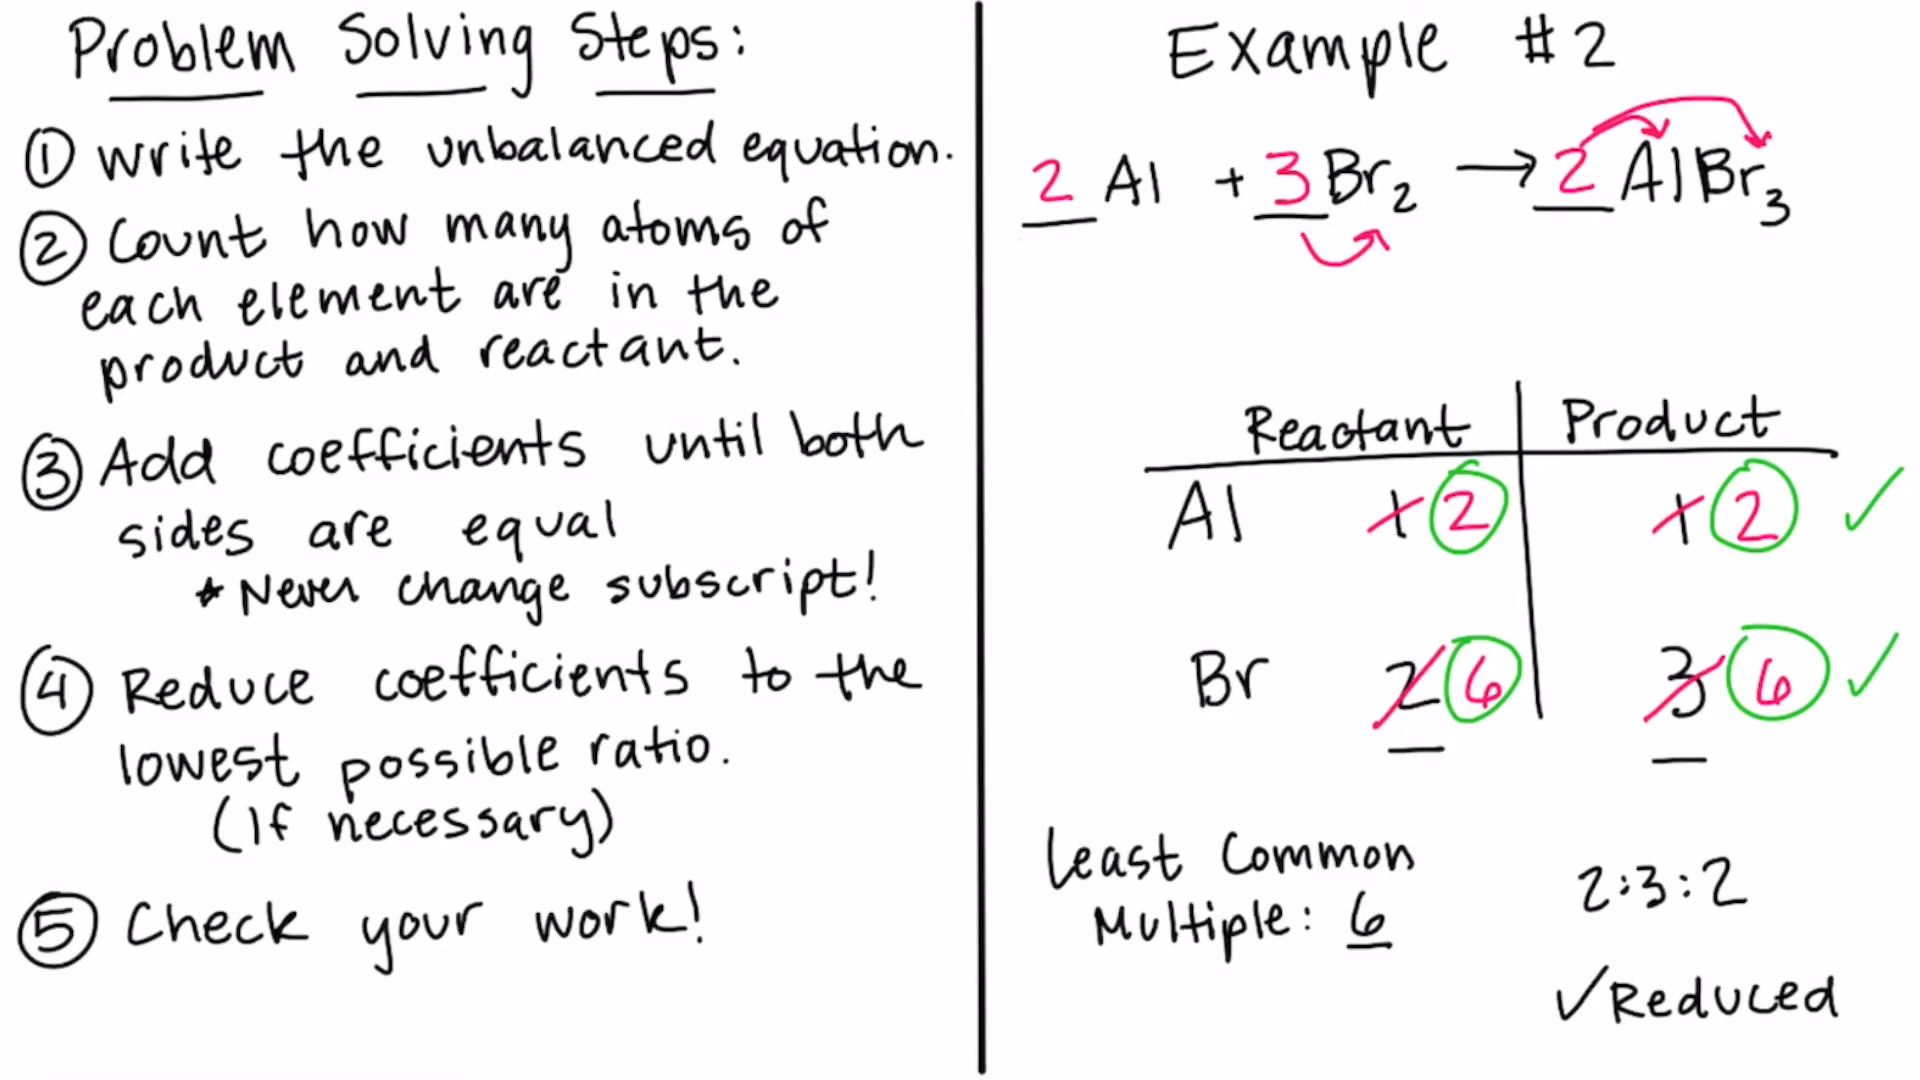 Problem Solving Steps:
① Write the unbalanced equation.
② Count how many atoms of
each element are in the
product and reactant.
③ Add coefficients until both
sides are equal
* Never change subscript!
④ Reduce coefficients to the
lowest possible ratio.
(If necessary)
⑤ Check your work!
Example #2
2 Al + 3 Br₂ → 2 AlBr₃
Reactant Product
Al 1 2 1 2 ✓
Br 2 6 3 6 ✓
Least Common
Multiple: 6
2:3:2
✓Reduced